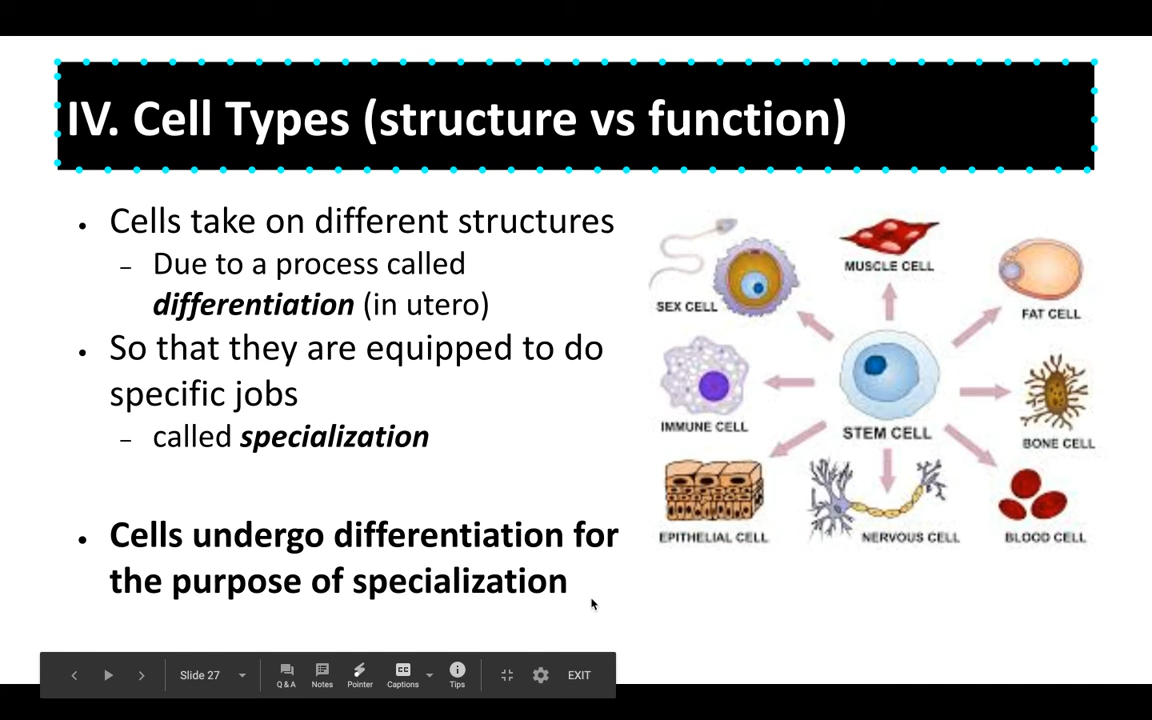 IV. Cell Types (structure vs function)
• Cells take on different structures
– Due to a process called
differentiation (in utero)
• So that they are equipped to do
specific jobs
– called specialization
• Cells undergo differentiation for
the purpose of specialization
SEX CELL
MUSCLE CELL
FAT CELL
IMMUNE CELL
STEM CELL
BONE CELL
EPITHELIAL CELL
NERVOUS CELL
BLOOD CELL
Slide 27
Q & A
Notes
Pointer
CC
Captions
Tips
EXIT